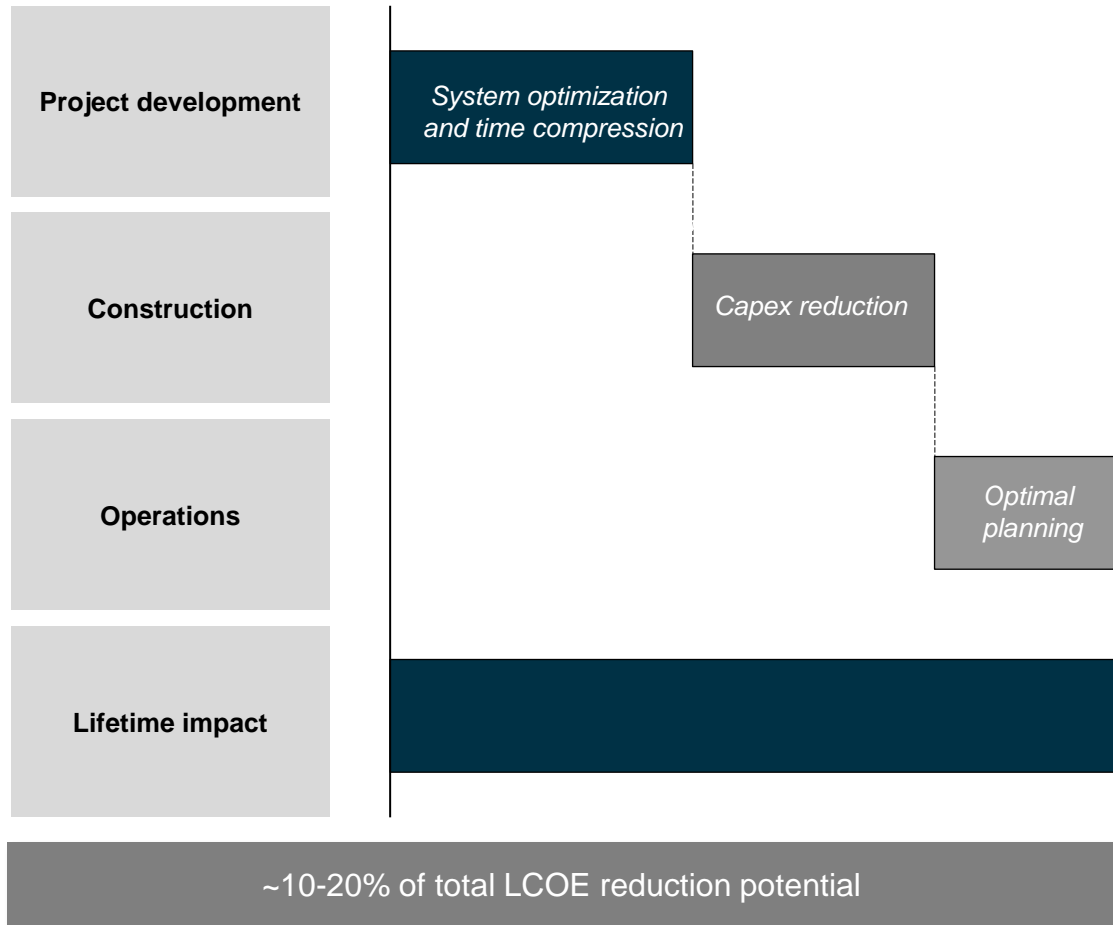 Project development
System optimization
and time compression
Construction
Capex reduction
Operations
Optimal
planning
Lifetime impact
~10-20% of total LCOE reduction potential